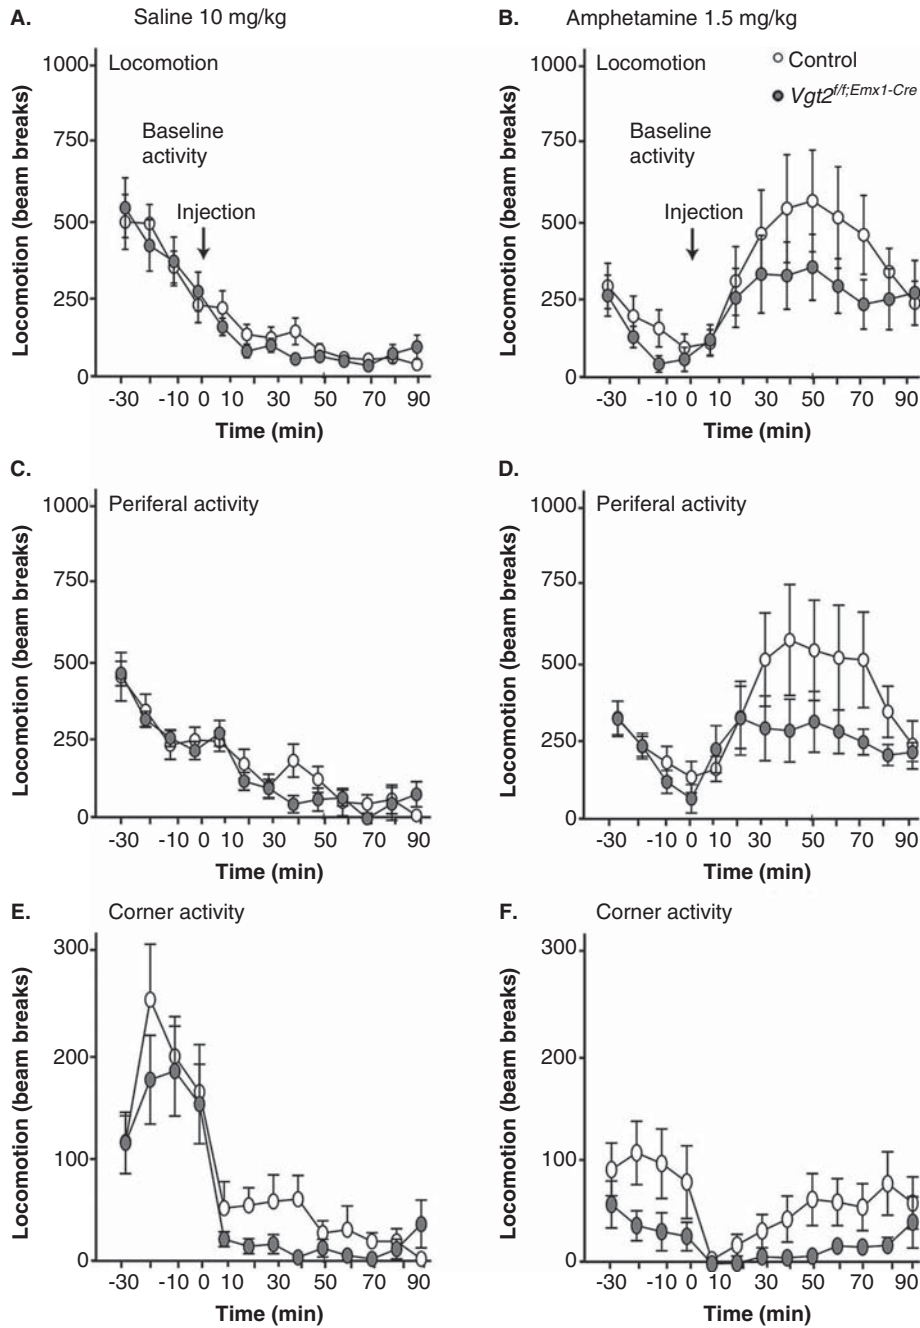 A. Saline 10 mg/kg
Locomotion (beam breaks)
1000
750
500
250
0
Locomotion
Baseline
activity
Injection
-30 -10 0 10 30 50 70 90
Time (min)
B. Amphetamine 1.5 mg/kg
Locomotion (beam breaks)
1000
750
500
250
0
Locomotion
Control
Vgt2f/f;Emx1-Cre
Baseline
activity
Injection
-30 -10 0 10 30 50 70 90
Time (min)
C.
Locomotion (beam breaks)
1000
750
500
250
0
Periferal activity
-30 -10 0 10 30 50 70 90
Time (min)
D.
Locomotion (beam breaks)
1000
750
500
250
0
Periferal activity
-30 -10 0 10 30 50 70 90
Time (min)
E.
Corner activity
Locomotion (beam breaks)
300
200
100
0
-30 -10 0 10 30 50 70 90
Time (min)
F.
Corner activity
Locomotion (beam breaks)
300
200
100
0
-30 -10 0 10 30 50 70 90
Time (min)